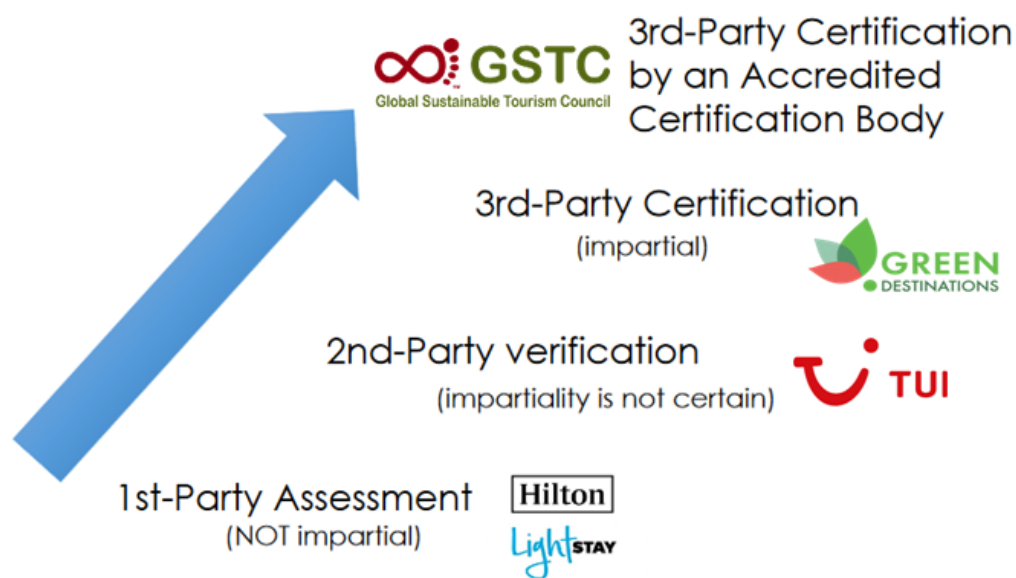 GSTC
Global Sustainable Tourism Council
3rd-Party Certification
by an Accredited
Certification Body
3rd-Party Certification
(impartial)
GREEN
DESTINATIONS
2nd-Party verification
(impartiality is not certain)
TUI
1st-Party Assessment
(NOT impartial)
Hilton
LightSTAY